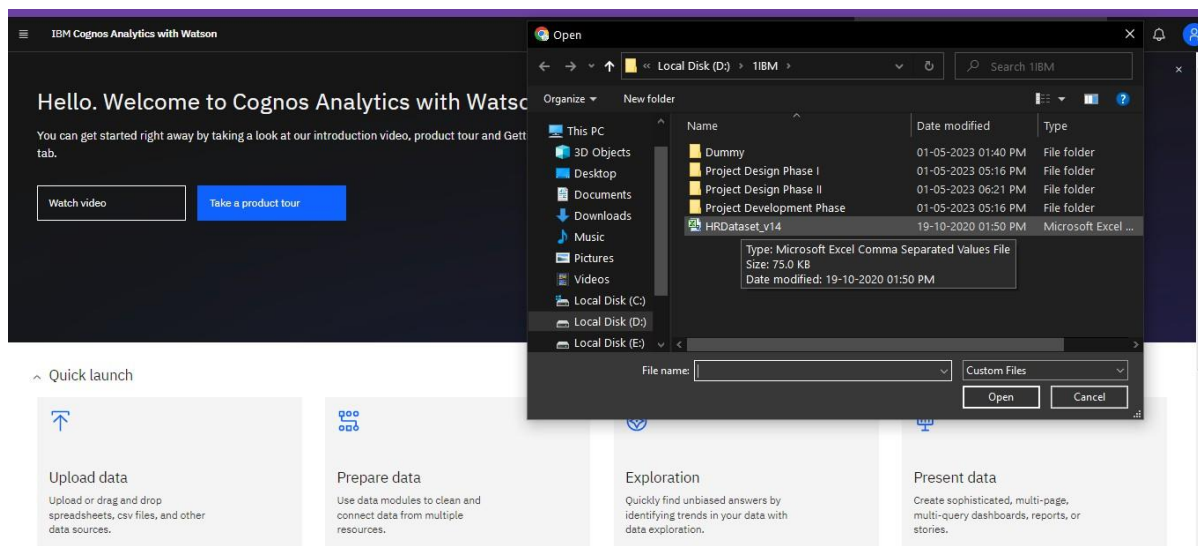 IBM Cognos Analytics with Watson
Hello. Welcome to Cognos Analytics with Watso
You can get started right away by taking a look at our introduction video, product tour and Gett
tab.
Watch video
Take a product tour
Open
Local Disk (D:) › 1IBM ›
Search 1IBM
Organize
New folder
This PC
3D Objects
Desktop
Documents
Downloads
Music
Pictures
Videos
Local Disk (C:)
Local Disk (D:)
Local Disk (E:)
Name Date modified Type
Dummy 01-05-2023 01:40 PM File folder
Project Design Phase I 01-05-2023 05:16 PM File folder
Project Design Phase II 01-05-2023 06:21 PM File folder
Project Development Phase 01-05-2023 05:16 PM File folder
HRDataset_v14 19-10-2020 01:50 PM Microsoft Excel ...
Type: Microsoft Excel Comma Separated Values File
Size: 75.0 KB
Date modified: 19-10-2020 01:50 PM
File name:
Custom Files
Open
Cancel
Quick launch
Upload data
Upload or drag and drop
spreadsheets, csv files, and other
data sources.
Prepare data
Use data modules to clean and
connect data from multiple
resources.
Exploration
Quickly find unbiased answers by
identifying trends in your data with
data exploration.
Present data
Create sophisticated, multi-page,
multi-query dashboards, reports, or
stories.